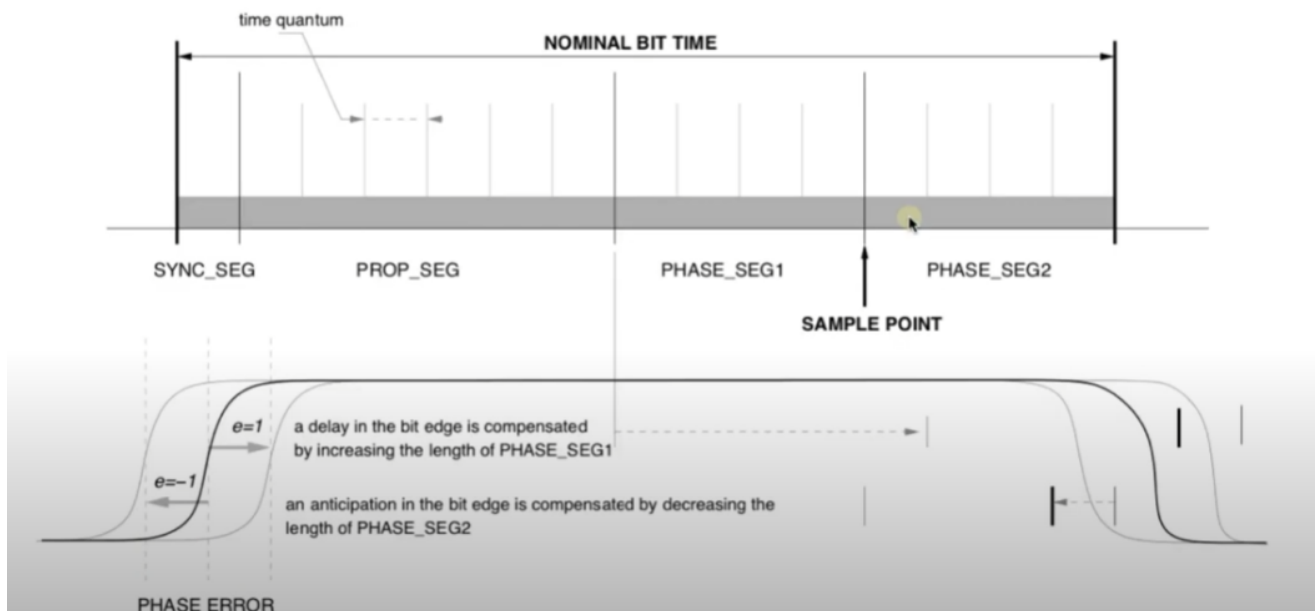 time quantum
NOMINAL BIT TIME
SYNC_SEG
PROP_SEG
PHASE_SEG1
PHASE_SEG2
SAMPLE POINT
e=1
a delay in the bit edge is compensated
by increasing the length of PHASE_SEG1
e=–1
an anticipation in the bit edge is compensated by decreasing the
length of PHASE_SEG2
PHASE ERROR